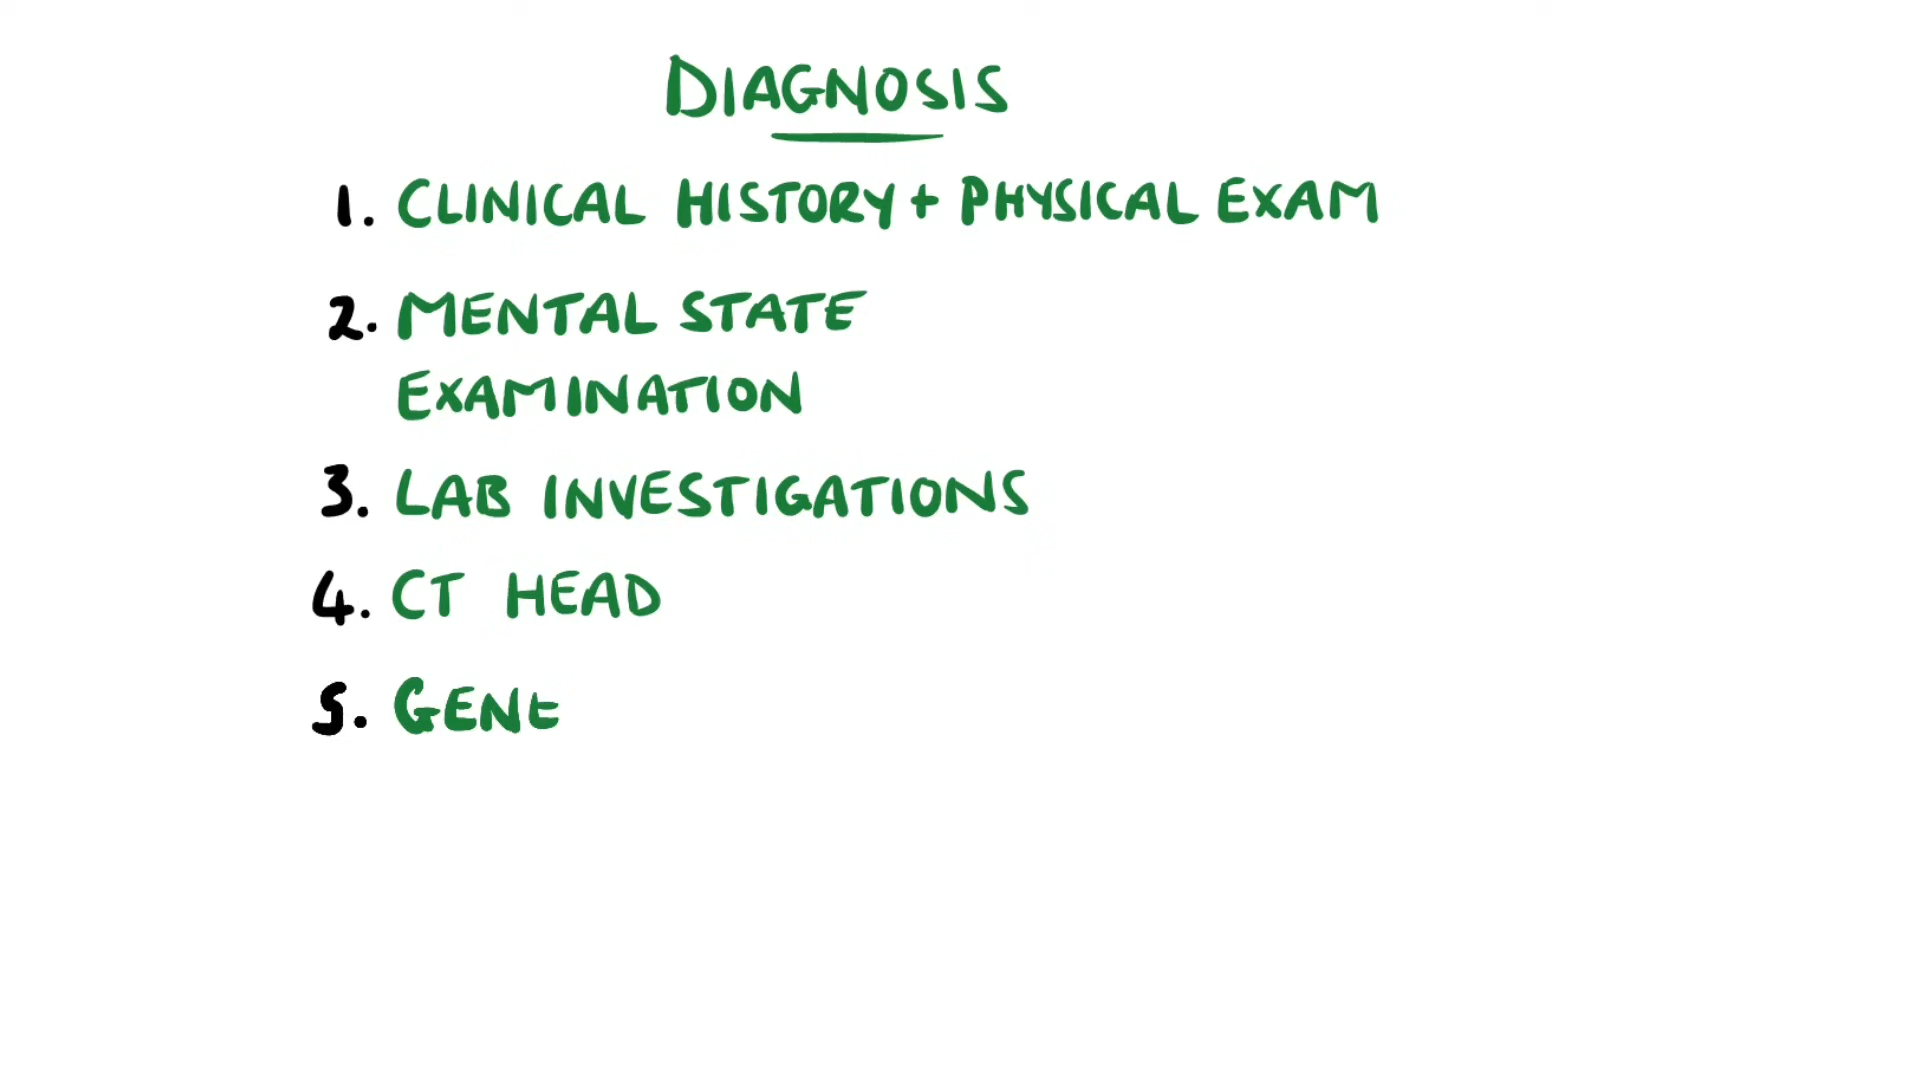 DIAGNOSIS
1. CLINICAL HISTORY + PHYSICAL EXAM
2. MENTAL STATE
EXAMINATION
3. LAB INVESTIGATIONS
4. CT HEAD
5. GENE